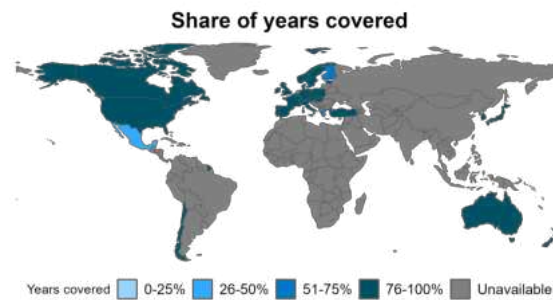 Share of years covered
Years covered 0-25% 26-50% 51-75% 76-100% Unavailable